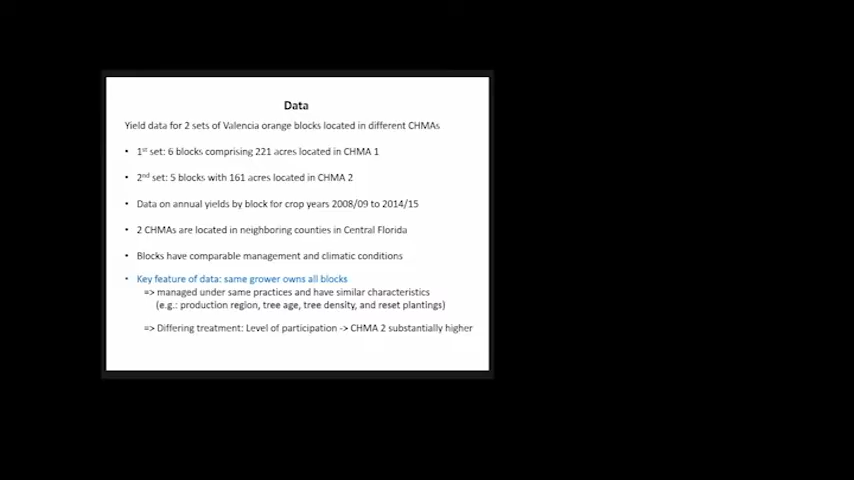 Data
Yield data for 2 sets of Valencia orange blocks located in different CHMAs
• 1st set: 6 blocks comprising 221 acres located in CHMA 1
• 2nd set: 5 blocks with 161 acres located in CHMA 2
• Data on annual yields by block for crop years 2008/09 to 2014/15
• 2 CHMAs are located in neighboring counties in Central Florida
• Blocks have comparable management and climatic conditions
• Key feature of data: same grower owns all blocks
=> managed under same practices and have similar characteristics
(e.g.: production region, tree age, tree density, and reset plantings)
=> Differing treatment: Level of participation -> CHMA 2 substantially higher